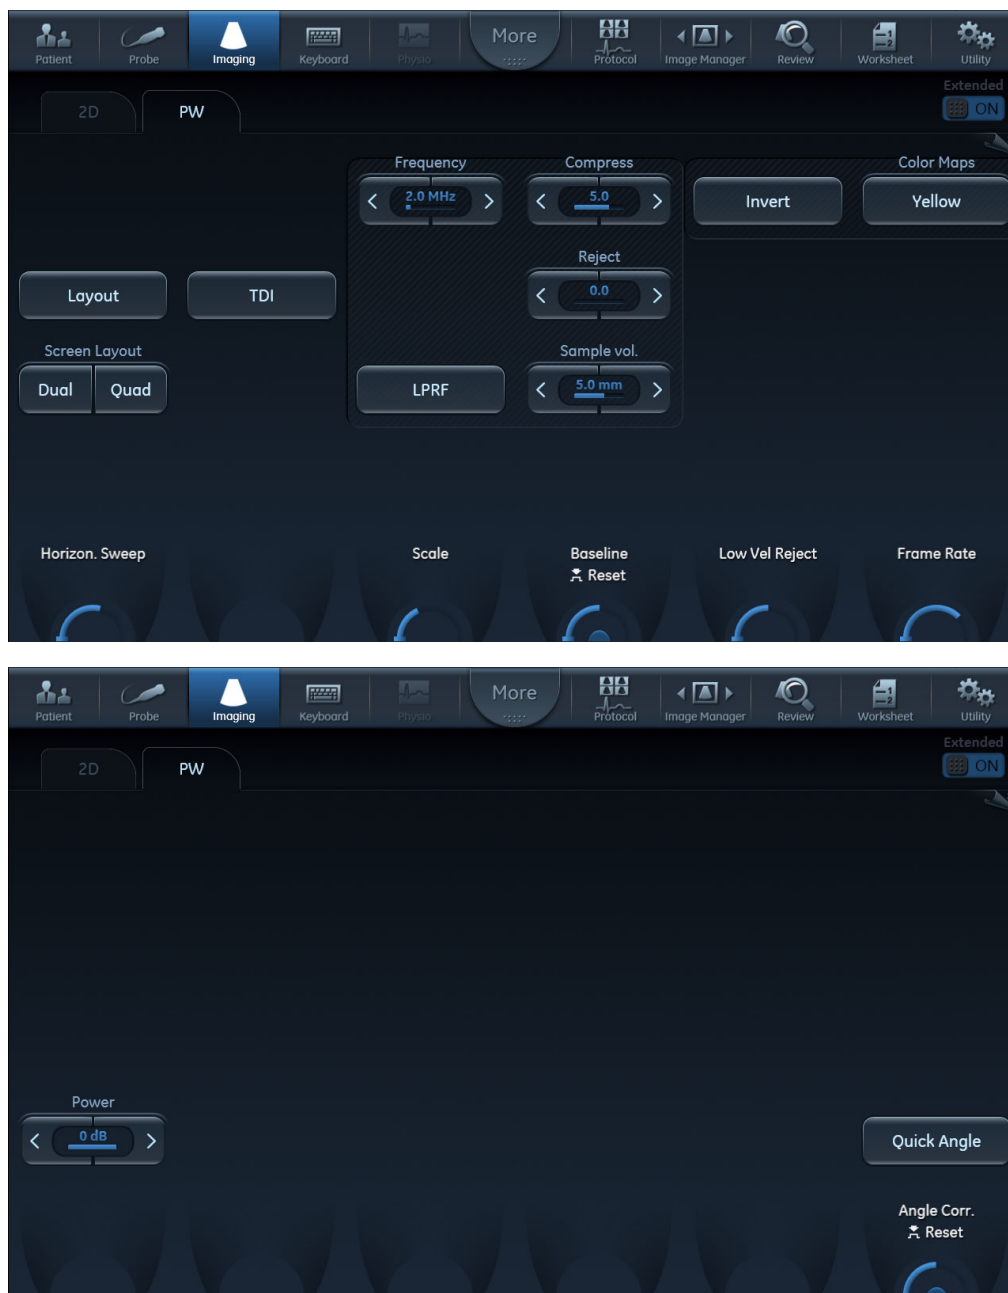 Patient Probe Imaging Keyboard Physio More Protocol Image Manager Review Worksheet Utility
Extended
ON
2D PW
Frequency Compress Color Maps
2.0 MHz 5.0 Invert Yellow
Reject
Layout TDI 0.0
Screen Layout Sample vol.
Dual Quad LPRF 5.0 mm
Horizon. Sweep Scale Baseline Low Vel Reject Frame Rate
Reset
Patient Probe Imaging Keyboard Physio More Protocol Image Manager Review Worksheet Utility
Extended
ON
2D PW
Power
0 dB Quick Angle
Angle Corr.
Reset